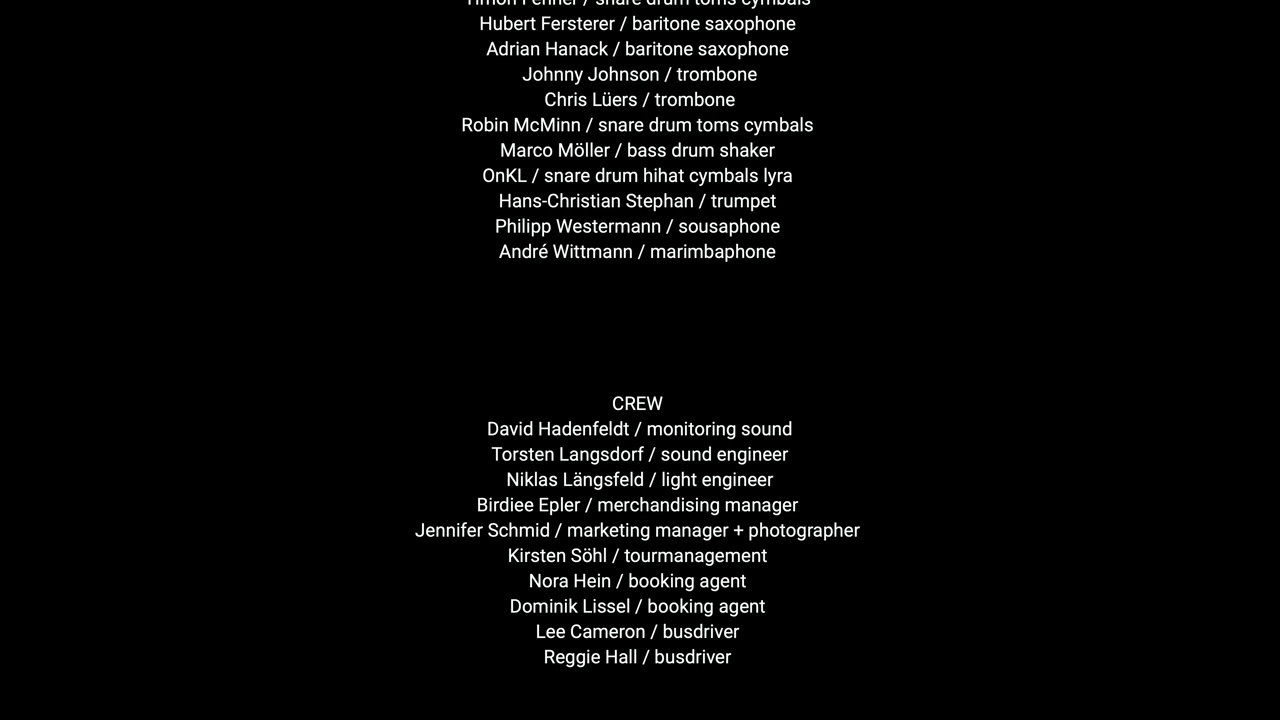 / snare drum toms cymbals
Hubert Fersterer / baritone saxophone
Adrian Hanack / baritone saxophone
Johnny Johnson / trombone
Chris Lüers / trombone
Robin McMinn / snare drum toms cymbals
Marco Möller / bass drum shaker
OnKL / snare drum hihat cymbals lyra
Hans-Christian Stephan / trumpet
Philipp Westermann / sousaphone
André Wittmann / marimbaphone
CREW
David Hadenfeldt / monitoring sound
Torsten Langsdorf / sound engineer
Niklas Längsfeld / light engineer
Birdiee Epler / merchandising manager
Jennifer Schmid / marketing manager + photographer
Kirsten Söhl / tourmanagement
Nora Hein / booking agent
Dominik Lissel / booking agent
Lee Cameron / busdriver
Reggie Hall / busdriver